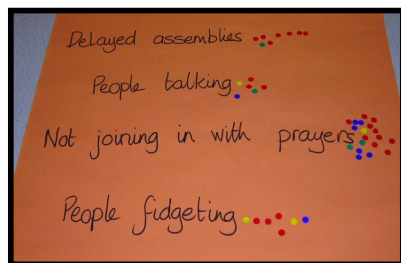 Delayed assemblies
People talking
Not joining in with prayers
People fidgeting